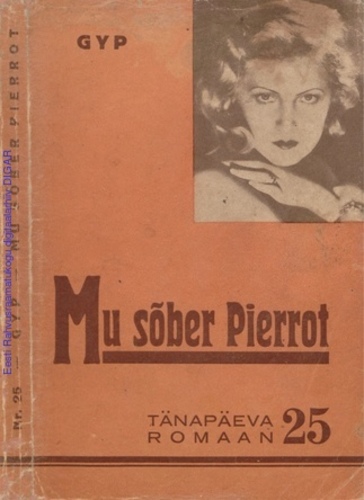 GYP
Mu sõber Pierrot
TÄNAPÄEVA
ROMAAN 25
Nr. 25 — GYP — MU SÕBER PIERROT
Eesti Rahvusraamatukogu digitaalarhiiv DIGAR